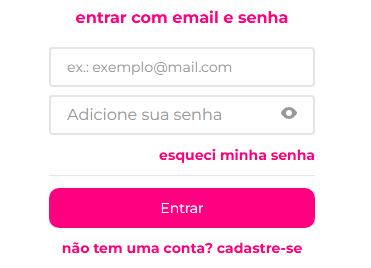 entrar com email e senha
ex.: exemplo@mail.com
Adicione sua senha
esqueci minha senha
Entrar
não tem uma conta? cadastre-se